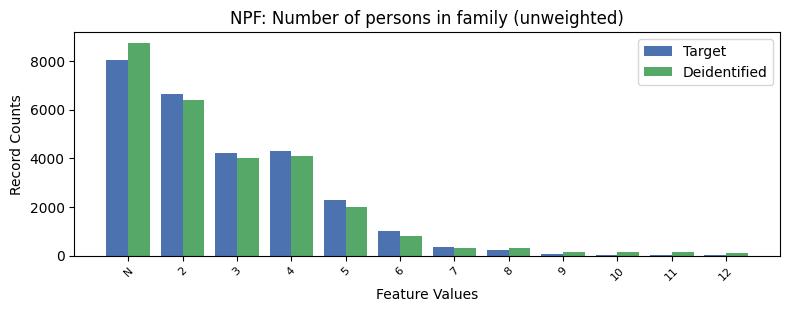 NPF: Number of persons in family (unweighted)
Target
Deidentified
Record Counts
8000
6000
4000
2000
0
N 2 3 4 5 6 7 8 9 10 11 12
Feature Values